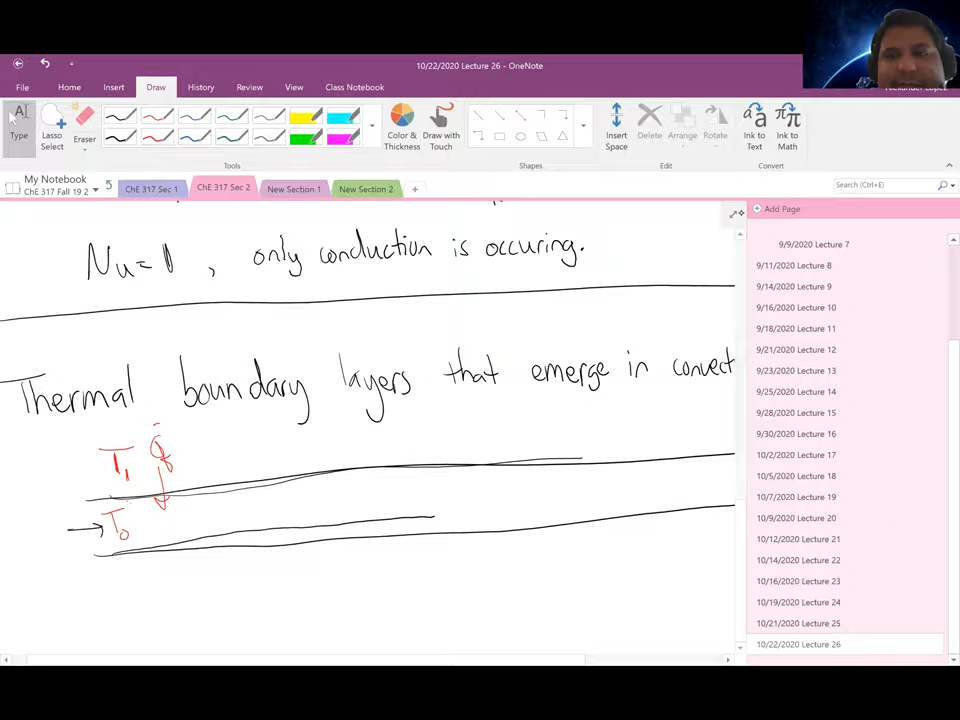 10/22/2020 Lecture 26 - OneNote
File Home Insert Draw History Review View Class Notebook
Type
Lasso Select
Eraser
Color & Thickness
Draw with Touch
Insert Space
Delete
Arrange
Rotate
Ink to Text
Ink to Math
Tools
Shapes
Edit
Convert
My Notebook
ChE 317 Fall 19 2
ChE 317 Sec 1
ChE 317 Sec 2
New Section 1
New Section 2
Search (Ctrl+E)
Nu = 1 , only conduction is occuring.
Thermal boundary layers that emerge in convect
T1 q
T0
Add Page
9/9/2020 Lecture 7
9/11/2020 Lecture 8
9/14/2020 Lecture 9
9/16/2020 Lecture 10
9/18/2020 Lecture 11
9/21/2020 Lecture 12
9/23/2020 Lecture 13
9/25/2020 Lecture 14
9/28/2020 Lecture 15
9/30/2020 Lecture 16
10/2/2020 Lecture 17
10/5/2020 Lecture 18
10/7/2020 Lecture 19
10/9/2020 Lecture 20
10/12/2020 Lecture 21
10/14/2020 Lecture 22
10/16/2020 Lecture 23
10/19/2020 Lecture 24
10/21/2020 Lecture 25
10/22/2020 Lecture 26